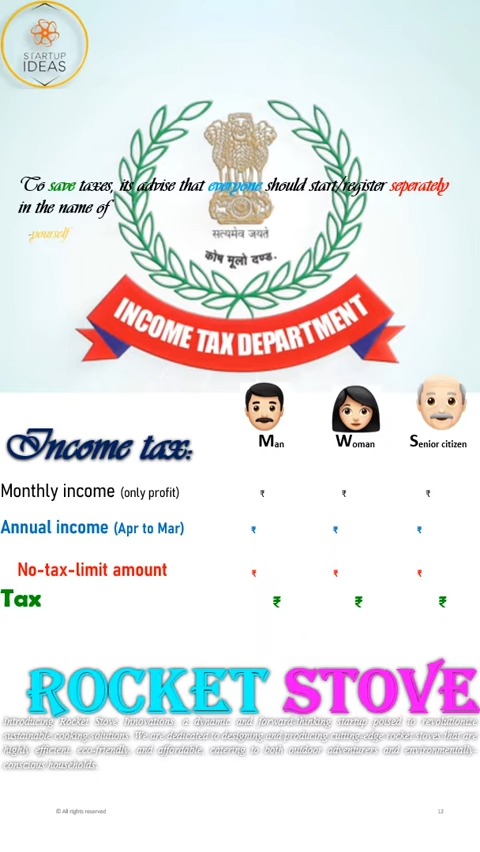 STARTUP
IDEAS
To save taxes, its advise that everyone should start/register seperately
in the name of
-yourself
सत्यमेव जयते
कोष मूलो दण्ड.
INCOME TAX DEPARTMENT
Income tax:
Man Woman Senior citizen
Monthly income (only profit) ₹ ₹ ₹
Annual income (Apr to Mar) ₹ ₹ ₹
No-tax-limit amount ₹ ₹ ₹
Tax ₹ ₹ ₹
ROCKET STOVE
Introducing Rocket Stove Innovations, a dynamic and forward-thinking startup poised to revolutionize
sustainable cooking solutions. We are dedicated to designing and producing cutting-edge rocket stoves that are
highly efficient, eco-friendly, and affordable, catering to both outdoor adventurers and environmentally-
conscious households.
© All rights reserved 12